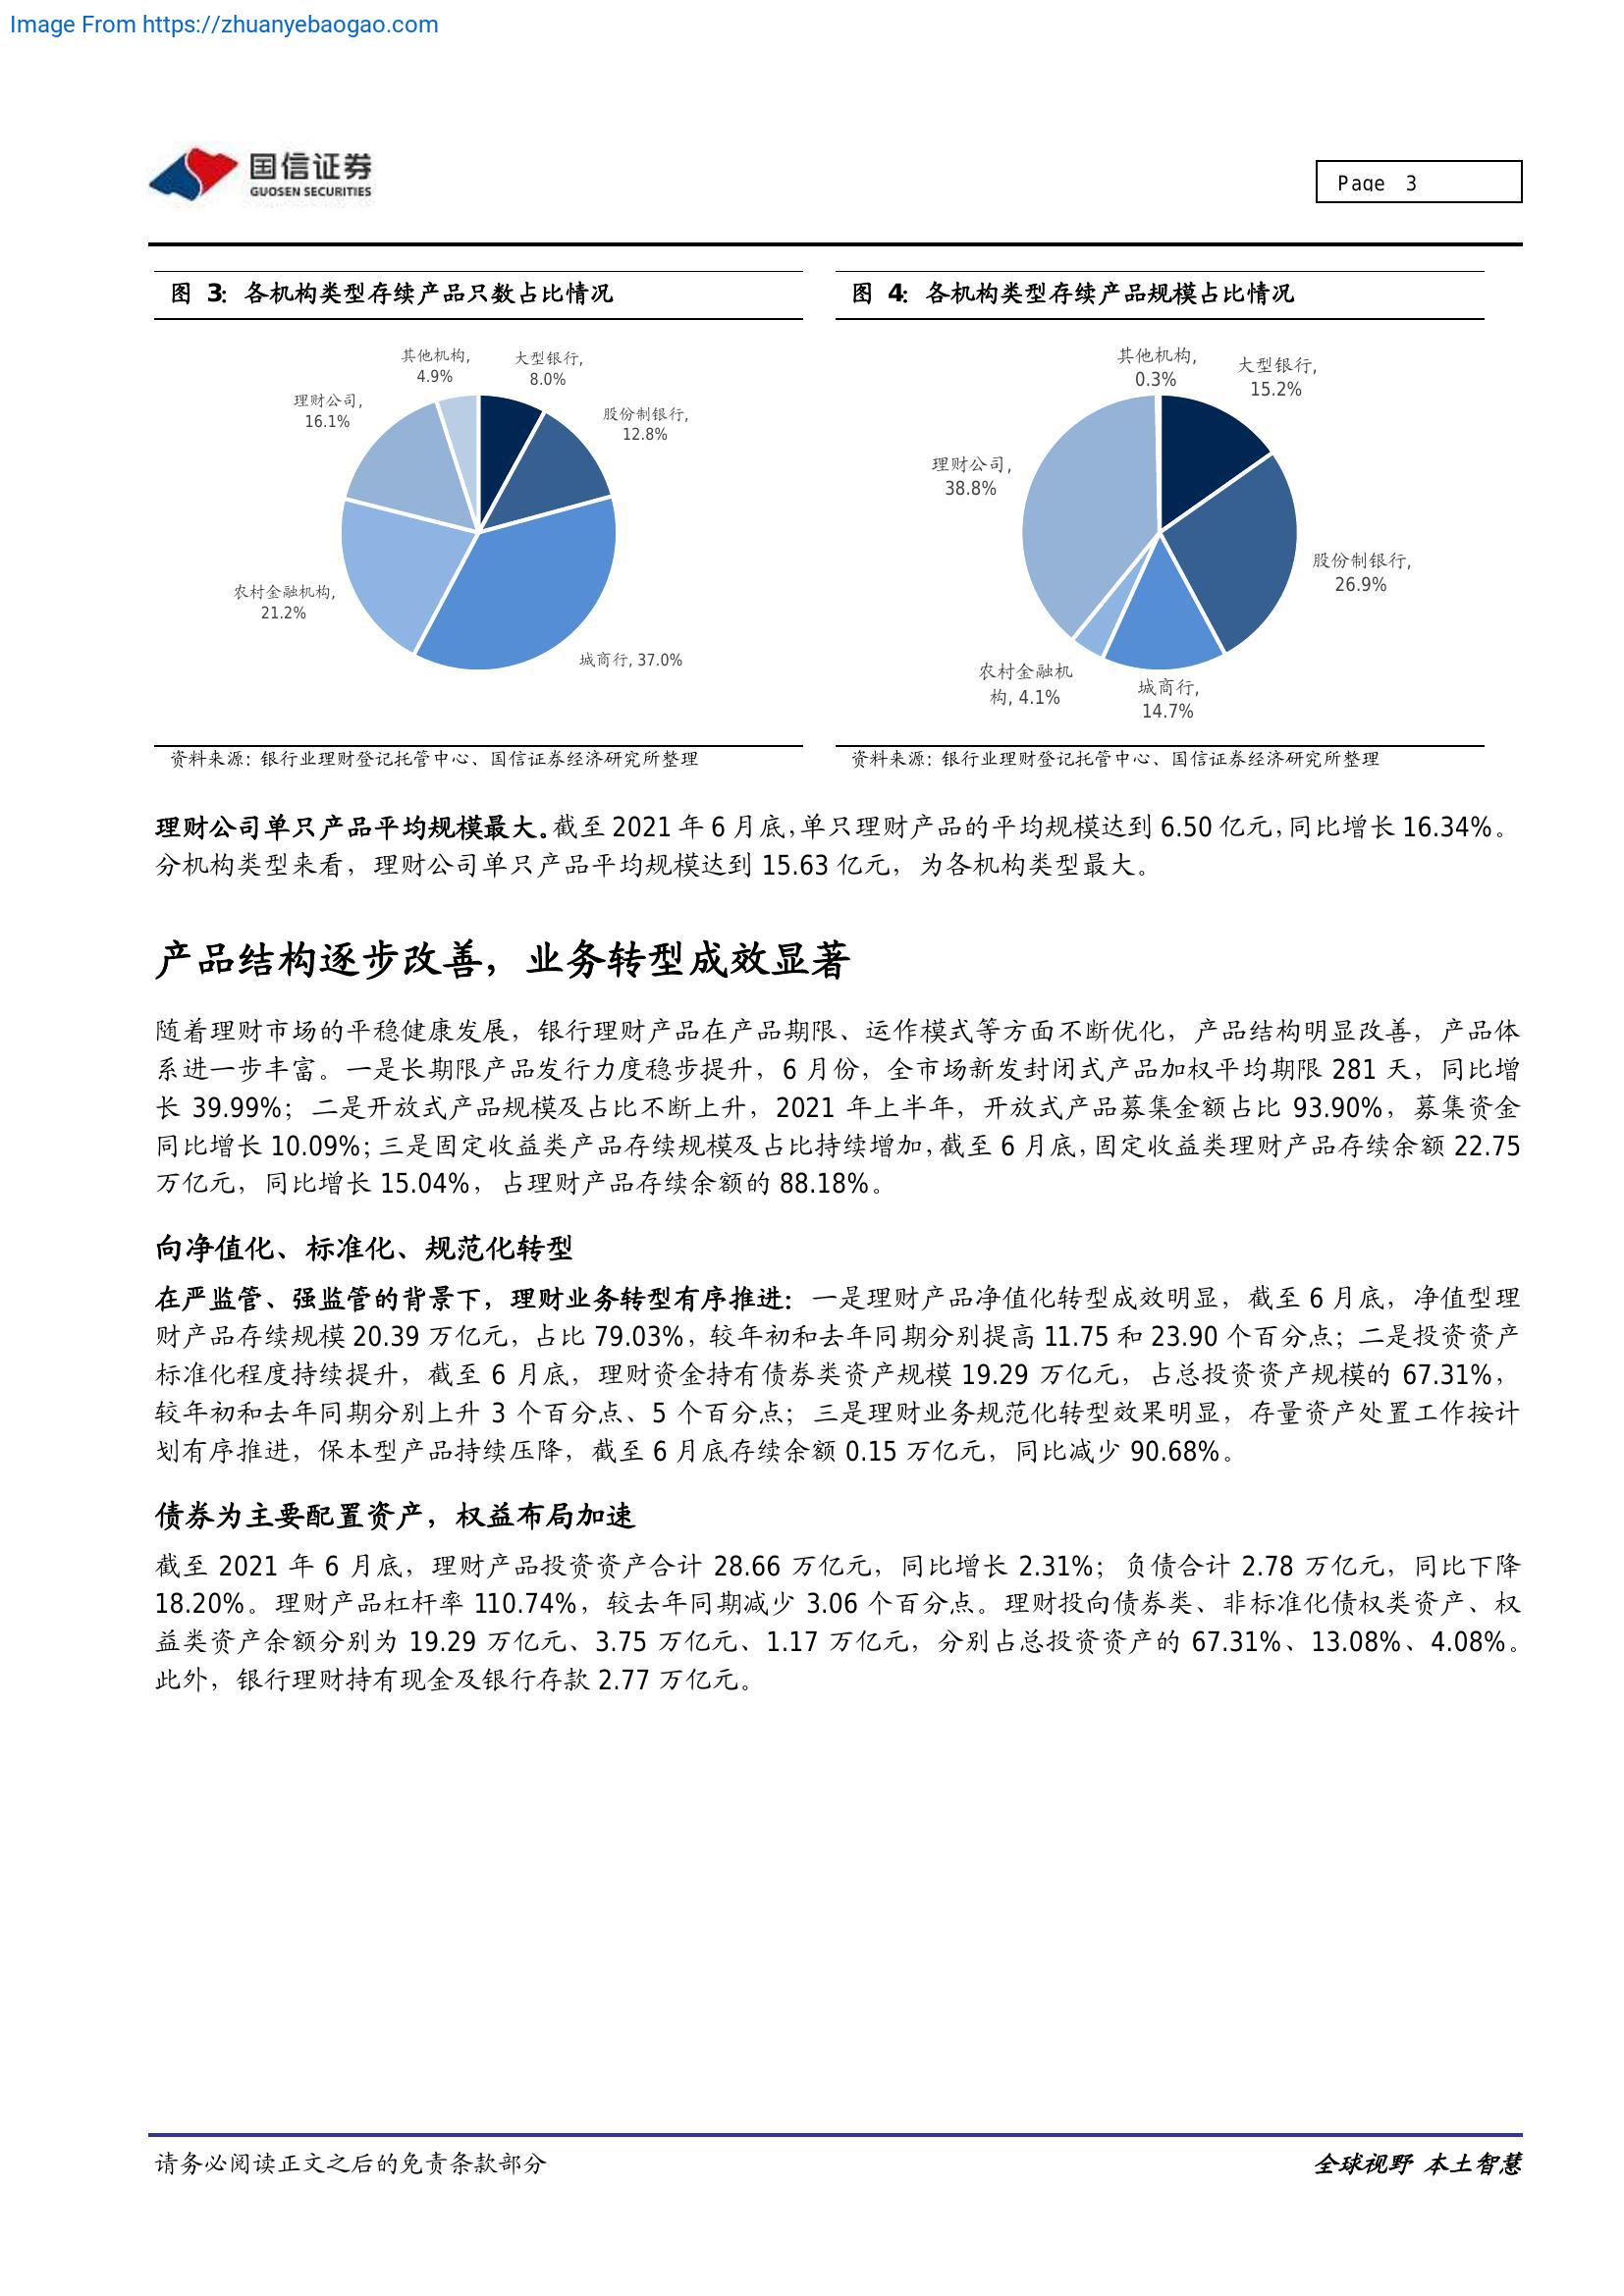 Image From https://zhuanyebaogao.com
国信证券
GUOSEN SECURITIES
Page 3
图 3：各机构类型存续产品只数占比情况
其他机构,
4.9%
大型银行,
8.0%
理财公司,
16.1%
股份制银行,
12.8%
农村金融机构,
21.2%
城商行, 37.0%
资料来源：银行业理财登记托管中心、国信证券经济研究所整理
图 4：各机构类型存续产品规模占比情况
其他机构,
0.3%
大型银行,
15.2%
理财公司,
38.8%
股份制银行,
26.9%
农村金融机
构, 4.1%
城商行,
14.7%
资料来源：银行业理财登记托管中心、国信证券经济研究所整理
理财公司单只产品平均规模最大。截至 2021 年 6 月底，单只理财产品的平均规模达到 6.50 亿元，同比增长 16.34%。
分机构类型来看，理财公司单只产品平均规模达到 15.63 亿元，为各机构类型最大。
产品结构逐步改善，业务转型成效显著
随着理财市场的平稳健康发展，银行理财产品在产品期限、运作模式等方面不断优化，产品结构明显改善，产品体
系进一步丰富。一是长期限产品发行力度稳步提升，6 月份，全市场新发封闭式产品加权平均期限 281 天，同比增
长 39.99%；二是开放式产品规模及占比不断上升，2021 年上半年，开放式产品募集金额占比 93.90%，募集资金
同比增长 10.09%；三是固定收益类产品存续规模及占比持续增加，截至 6 月底，固定收益类理财产品存续余额 22.75
万亿元，同比增长 15.04%，占理财产品存续余额的 88.18%。
向净值化、标准化、规范化转型
在严监管、强监管的背景下，理财业务转型有序推进：一是理财产品净值化转型成效明显，截至 6 月底，净值型理
财产品存续规模 20.39 万亿元，占比 79.03%，较年初和去年同期分别提高 11.75 和 23.90 个百分点；二是投资资产
标准化程度持续提升，截至 6 月底，理财资金持有债券类资产规模 19.29 万亿元，占总投资资产规模的 67.31%，
较年初和去年同期分别上升 3 个百分点、5 个百分点；三是理财业务规范化转型效果明显，存量资产处置工作按计
划有序推进，保本型产品持续压降，截至 6 月底存续余额 0.15 万亿元，同比减少 90.68%。
债券为主要配置资产，权益布局加速
截至 2021 年 6 月底，理财产品投资资产合计 28.66 万亿元，同比增长 2.31%；负债合计 2.78 万亿元，同比下降
18.20%。理财产品杠杆率 110.74%，较去年同期减少 3.06 个百分点。理财投向债券类、非标准化债权类资产、权
益类资产余额分别为 19.29 万亿元、3.75 万亿元、1.17 万亿元，分别占总投资资产的 67.31%、13.08%、4.08%。
此外，银行理财持有现金及银行存款 2.77 万亿元。
请务必阅读正文之后的免责条款部分
全球视野 本土智慧